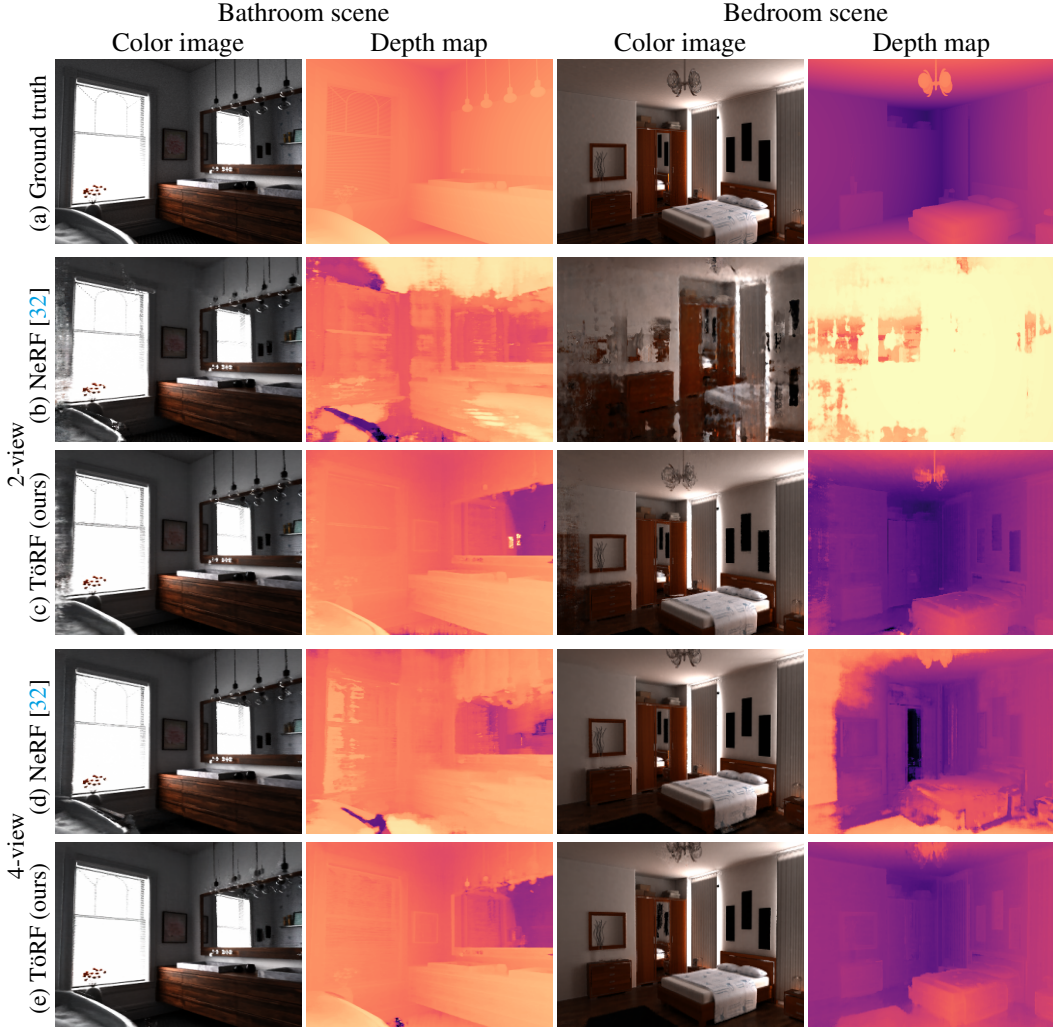 Bathroom scene
Bedroom scene
Color image
Depth map
Color image
Depth map
(a) Ground truth
2-view
(b) NeRF [32]
(c) TöRF (ours)
4-view
(d) NeRF [32]
(e) TöRF (ours)